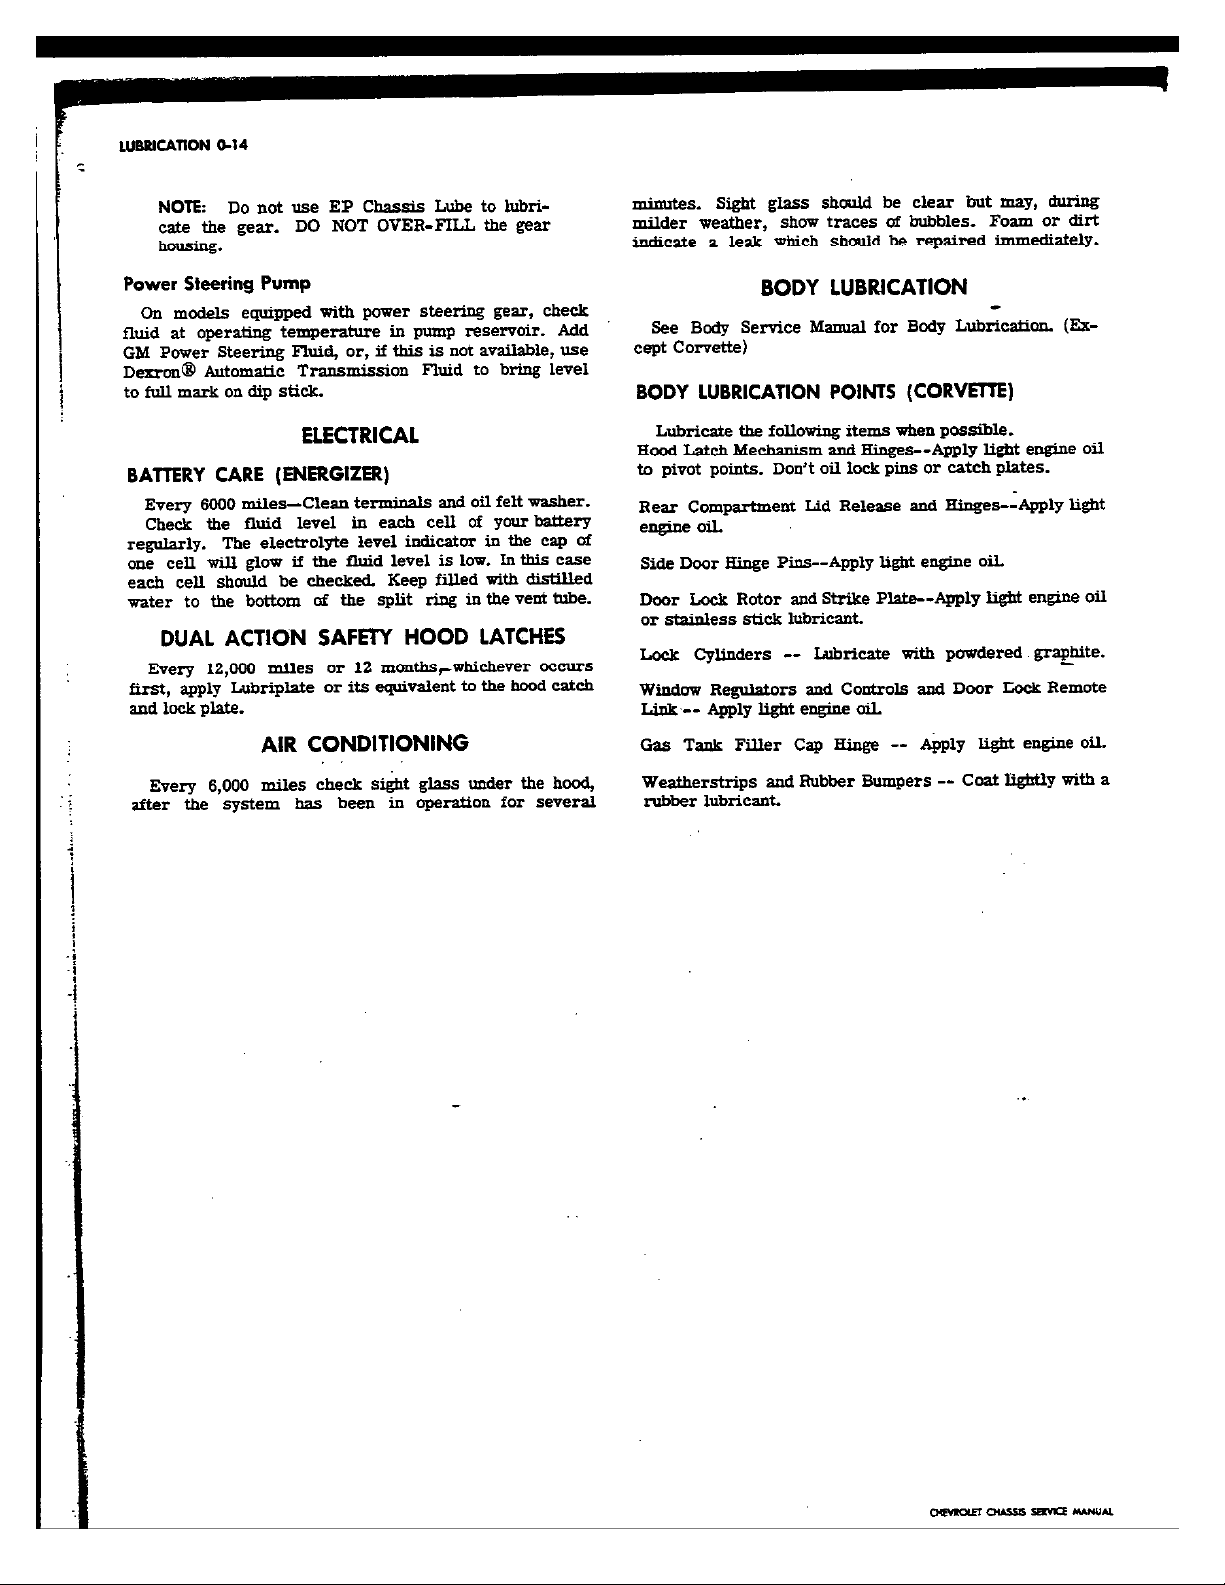 LUBRICATION 0-14
NOTE: Do not use EP Chassis Lube to lubri-
cate the gear. DO NOT OVER-FILL the gear
housing.
Power Steering Pump
On models equipped with power steering gear, check
fluid at operating temperature in pump reservoir. Add
GM Power Steering Fluid, or, if this is not available, use
Dexron® Automatic Transmission Fluid to bring level
to full mark on dip stick.
ELECTRICAL
BATTERY CARE (ENERGIZER)
Every 6000 miles—Clean terminals and oil felt washer.
Check the fluid level in each cell of your battery
regularly. The electrolyte level indicator in the cap of
one cell will glow if the fluid level is low. In this case
each cell should be checked. Keep filled with distilled
water to the bottom of the split ring in the vent tube.
DUAL ACTION SAFETY HOOD LATCHES
Every 12,000 miles or 12 months, whichever occurs
first, apply Lubriplate or its equivalent to the hood catch
and lock plate.
AIR CONDITIONING
Every 6,000 miles check sight glass under the hood,
after the system has been in operation for several
minutes. Sight glass should be clear but may, during
milder weather, show traces of bubbles. Foam or dirt
indicate a leak which should be repaired immediately.
BODY LUBRICATION
See Body Service Manual for Body Lubrication. (Ex-
cept Corvette)
BODY LUBRICATION POINTS (CORVETTE)
Lubricate the following items when possible.
Hood Latch Mechanism and Hinges--Apply light engine oil
to pivot points. Don't oil lock pins or catch plates.
Rear Compartment Lid Release and Hinges--Apply light
engine oil.
Side Door Hinge Pins--Apply light engine oil.
Door Lock Rotor and Strike Plate--Apply light engine oil
or stainless stick lubricant.
Lock Cylinders -- Lubricate with powdered graphite.
Window Regulators and Controls and Door Lock Remote
Link -- Apply light engine oil.
Gas Tank Filler Cap Hinge -- Apply light engine oil.
Weatherstrips and Rubber Bumpers -- Coat lightly with a
rubber lubricant.
CHEVROLET CHASSIS SERVICE MANUAL